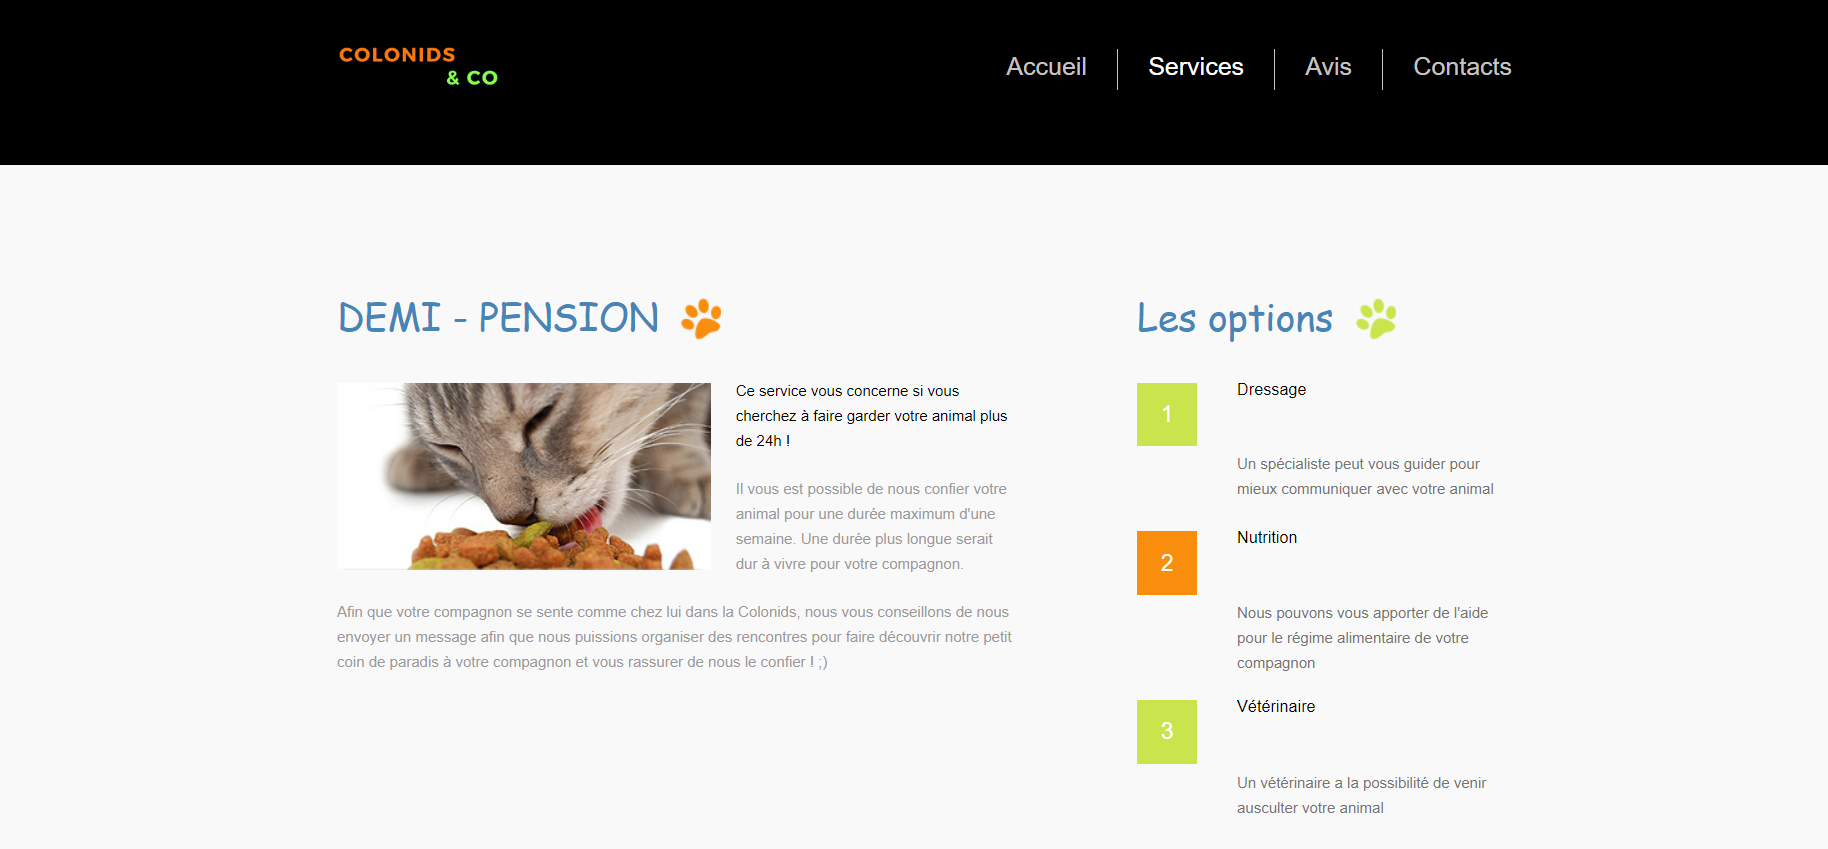 COLONIDS
& CO
Accueil
Services
Avis
Contacts
DEMI - PENSION
Ce service vous concerne si vous
cherchez à faire garder votre animal plus
de 24h !
Il vous est possible de nous confier votre
animal pour une durée maximum d'une
semaine. Une durée plus longue serait
dur à vivre pour votre compagnon.
Afin que votre compagnon se sente comme chez lui dans la Colonids, nous vous conseillons de nous
envoyer un message afin que nous puissions organiser des rencontres pour faire découvrir notre petit
coin de paradis à votre compagnon et vous rassurer de nous le confier ! ;)
Les options
1
Dressage
Un spécialiste peut vous guider pour
mieux communiquer avec votre animal
2
Nutrition
Nous pouvons vous apporter de l'aide
pour le régime alimentaire de votre
compagnon
3
Vétérinaire
Un vétérinaire a la possibilité de venir
ausculter votre animal